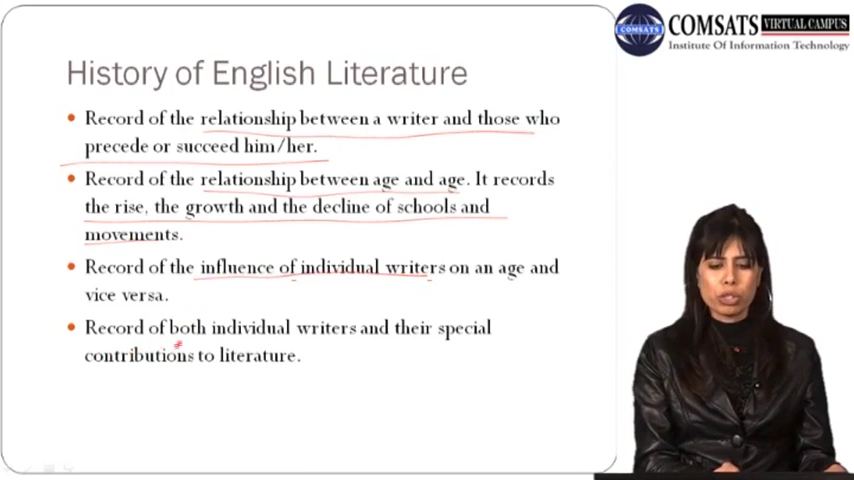 COMSATS VIRTUAL CAMPUS
COMSATS
Institute Of Information Technology
History of English Literature
• Record of the relationship between a writer and those who
precede or succeed him/her.
• Record of the relationship between age and age. It records
the rise, the growth and the decline of schools and
movements.
• Record of the influence of individual writers on an age and
vice versa.
• Record of both individual writers and their special
contributions to literature.